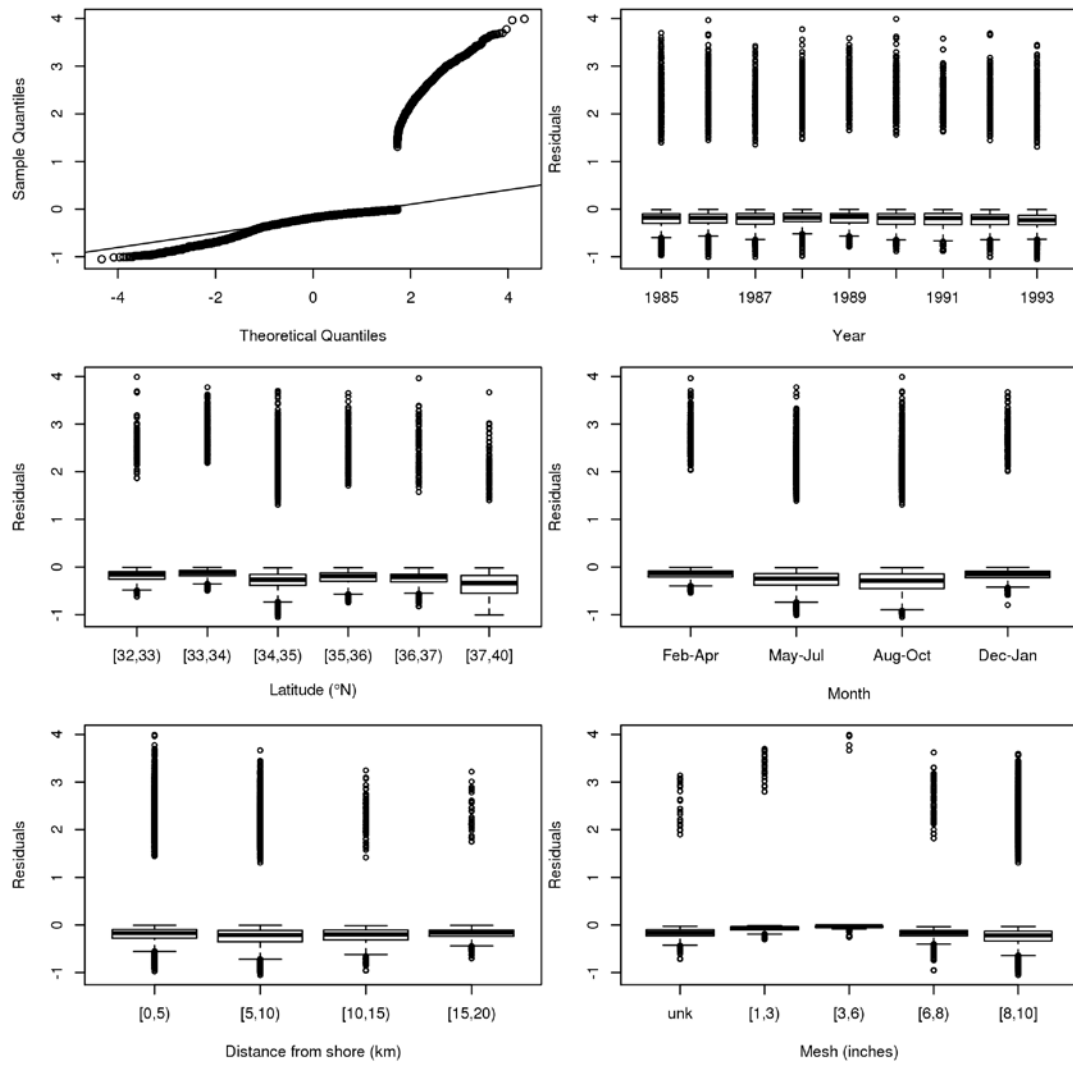 4
3
2
1
0
-1
Sample Quantiles
-4 -2 0 2 4
Theoretical Quantiles
4
3
2
1
0
-1
Residuals
1985 1987 1989 1991 1993
Year
4
3
2
1
0
-1
Residuals
[32,33) [33,34) [34,35) [35,36) [36,37) [37,40]
Latitude (°N)
4
3
2
1
0
-1
Residuals
Feb-Apr May-Jul Aug-Oct Dec-Jan
Month
4
3
2
1
0
-1
Residuals
[0,5) [5,10) [10,15) [15,20)
Distance from shore (km)
4
3
2
1
0
-1
Residuals
unk [1,3) [3,6) [6,8) [8,10]
Mesh (inches)